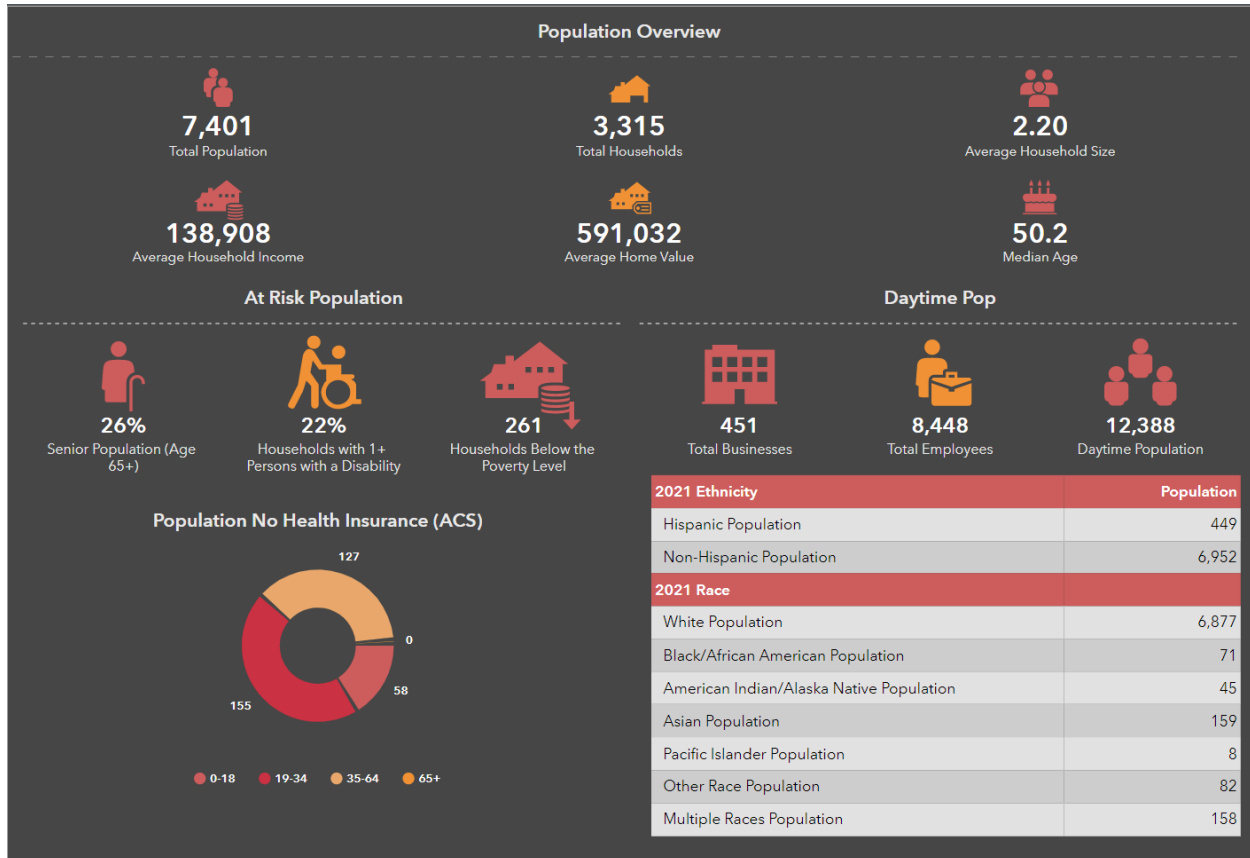 Population Overview
7,401
Total Population
3,315
Total Households
2.20
Average Household Size
138,908
Average Household Income
591,032
Average Home Value
50.2
Median Age
At Risk Population
26%
Senior Population (Age
65+)
22%
Households with 1+
Persons with a Disability
261
Households Below the
Poverty Level
Daytime Pop
451
Total Businesses
8,448
Total Employees
12,388
Daytime Population
Population No Health Insurance (ACS)
127
0
58
155
0-18 19-34 35-64 65+
2021 Ethnicity Population
Hispanic Population 449
Non-Hispanic Population 6,952
2021 Race
White Population 6,877
Black/African American Population 71
American Indian/Alaska Native Population 45
Asian Population 159
Pacific Islander Population 8
Other Race Population 82
Multiple Races Population 158